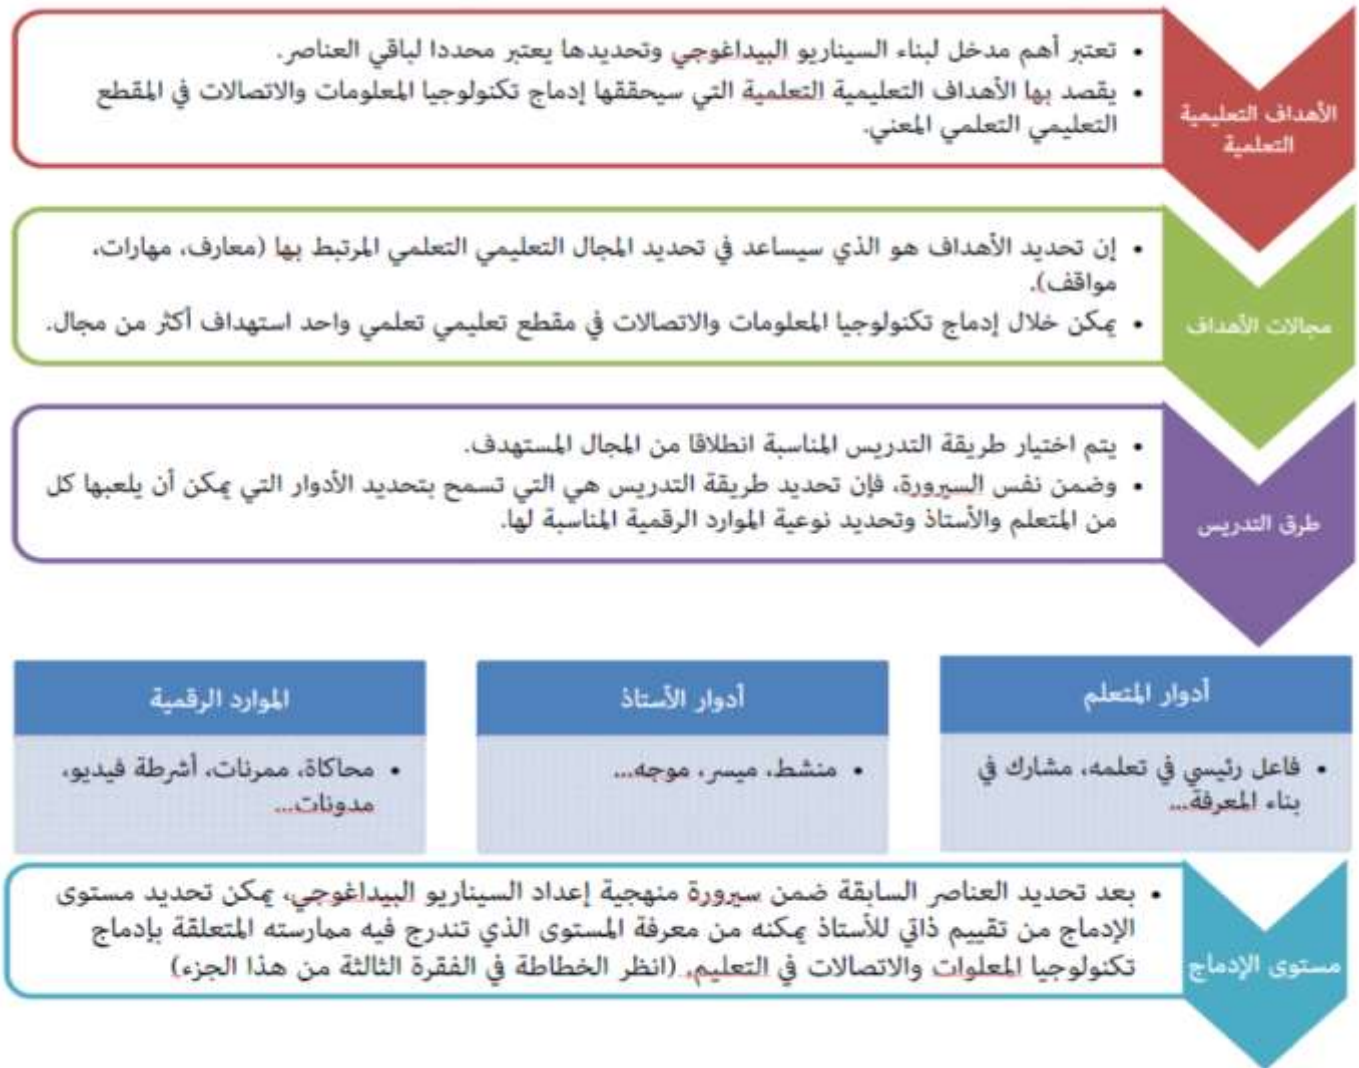 الأهداف التعليمية
التعلمية
• تعتبر أهم مدخل لبناء السيناريو البيداغوجي وتحديدها يعتبر محددا لباقي العناصر.
• يقصد بها الأهداف التعليمية التعلمية التي سيحققها إدماج تكنولوجيا المعلومات والاتصالات في المقطع
التعليمي التعلمي المعني.
مجالات الأهداف
• إن تحديد الأهداف هو الذي سيساعد في تحديد المجال التعليمي التعلمي المرتبط بها (معارف، مهارات،
مواقف).
• يمكن خلال إدماج تكنولوجيا المعلومات والاتصالات في مقطع تعليمي تعلمي واحد استهداف أكثر من مجال.
طرق التدريس
• يتم اختيار طريقة التدريس المناسبة انطلاقا من المجال المستهدف.
• وضمن نفس السيرورة، فإن تحديد طريقة التدريس هي التي تسمح بتحديد الأدوار التي يمكن أن يلعبها كل
من المتعلم والأستاذ وتحديد نوعية الموارد الرقمية المناسبة لها.
أدوار المتعلم
• فاعل رئيسي في تعلمه، مشارك في
بناء المعرفة...
أدوار الأستاذ
• منشط، ميسر، موجه...
الموارد الرقمية
• محاكاة، ممرنات، أشرطة فيديو،
مدونات...
مستوى الإدماج
• بعد تحديد العناصر السابقة ضمن سيرورة منهجية إعداد السيناريو البيداغوجي، يمكن تحديد مستوى
الإدماج من تقييم ذاتي للأستاذ يمكنه من معرفة المستوى الذي تندرج فيه ممارسته المتعلقة بإدماج
تكنولوجيا المعلوات والاتصالات في التعليم. (انظر الخطاطة في الفقرة الثالثة من هذا الجزء)